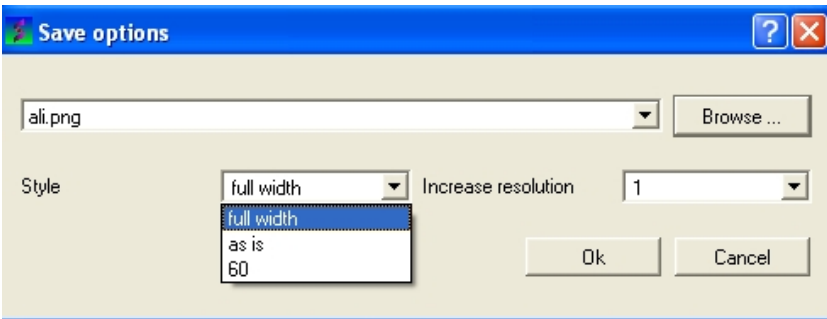 Save options
ali.png Browse ...
Style full width Increase resolution 1
full width
as is
60
Ok Cancel